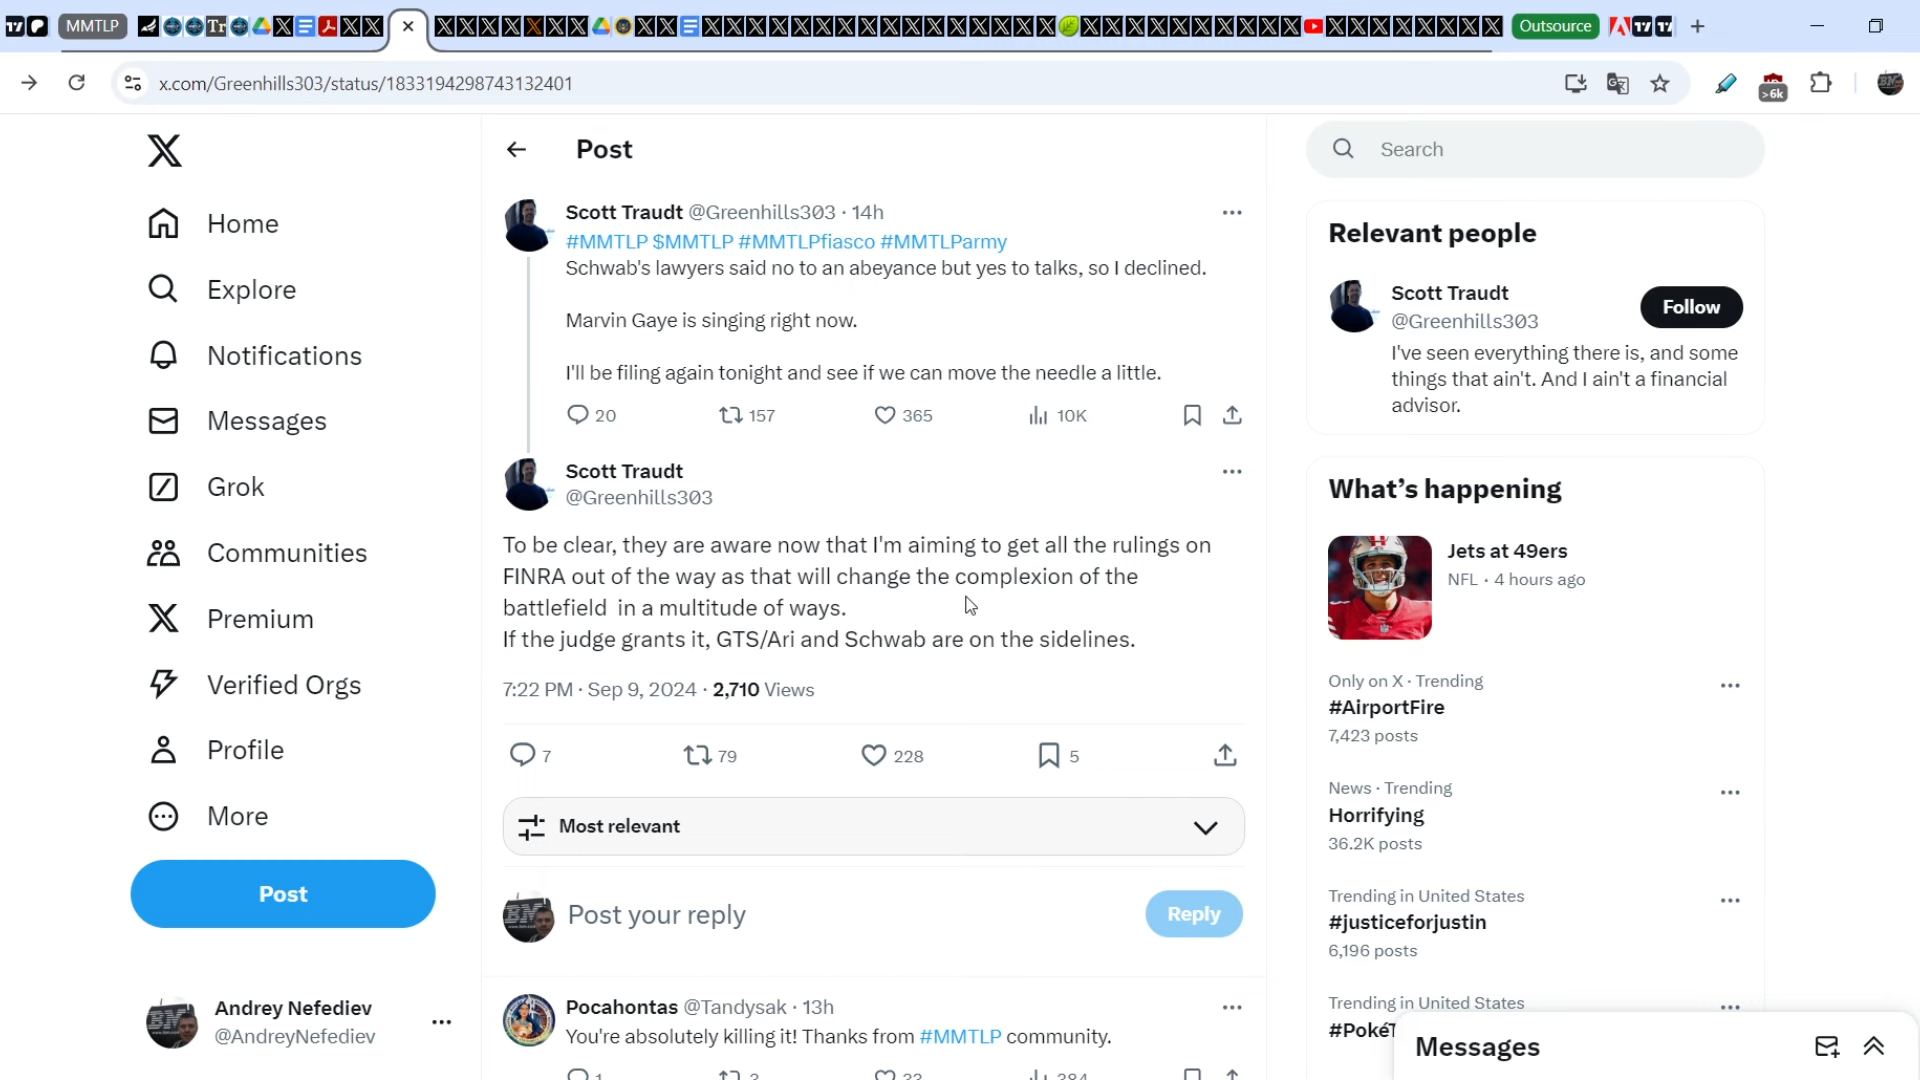 MMTLP
Tr
Outsource
x.com/Greenhills303/status/1833194298743132401
>6k
Post
Search
Home
Explore
Notifications
Messages
Grok
Communities
Premium
Verified Orgs
Profile
More
Post
Andrey Nefediev
@AndreyNefediev
Scott Traudt @Greenhills303 · 14h
#MMTLP $MMTLP #MMTLPfiasco #MMTLParmy
Schwab's lawyers said no to an abeyance but yes to talks, so I declined.
Marvin Gaye is singing right now.
I'll be filing again tonight and see if we can move the needle a little.
20 157 365 10K
Scott Traudt
@Greenhills303
To be clear, they are aware now that I'm aiming to get all the rulings on
FINRA out of the way as that will change the complexion of the
battlefield in a multitude of ways.
If the judge grants it, GTS/Ari and Schwab are on the sidelines.
7:22 PM · Sep 9, 2024 · 2,710 Views
7 79 228 5
Most relevant
Post your reply
Reply
Pocahontas @Tandysak · 13h
You're absolutely killing it! Thanks from #MMTLP community.
1 3 33 384
Relevant people
Scott Traudt
@Greenhills303
Follow
I've seen everything there is, and some
things that ain't. And I ain't a financial
advisor.
What's happening
Jets at 49ers
NFL · 4 hours ago
Only on X · Trending
#AirportFire
7,423 posts
News · Trending
Horrifying
36.2K posts
Trending in United States
#justiceforjustin
6,196 posts
Trending in United States
Messages